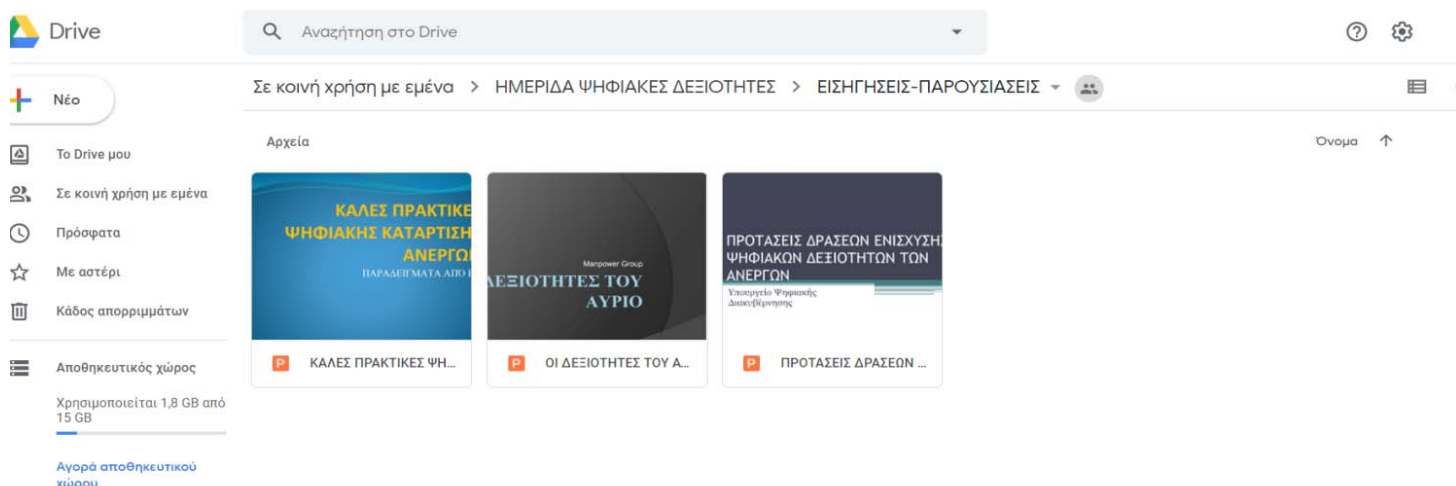 Drive
Αναζήτηση στο Drive
Νέο
Σε κοινή χρήση με εμένα > ΗΜΕΡΙΔΑ ΨΗΦΙΑΚΕΣ ΔΕΞΙΟΤΗΤΕΣ > ΕΙΣΗΓΗΣΕΙΣ-ΠΑΡΟΥΣΙΑΣΕΙΣ
Το Drive μου
Σε κοινή χρήση με εμένα
Πρόσφατα
Με αστέρι
Κάδος απορριμμάτων
Αποθηκευτικός χώρος
Χρησιμοποιείται 1,8 GB από
15 GB
Αγορά αποθηκευτικού
χώρου
Αρχεία
Όνομα
ΚΑΛΕΣ ΠΡΑΚΤΙΚΕ
ΨΗΦΙΑΚΗΣ ΚΑΤΑΡΤΙΣΗ
ΑΝΕΡΓΩ
ΠΑΡΑΔΕΙΓΜΑΤΑ ΑΠΟ
P ΚΑΛΕΣ ΠΡΑΚΤΙΚΕΣ ΨΗ...
Manpower Group
ΔΕΞΙΟΤΗΤΕΣ ΤΟΥ
ΑΥΡΙΟ
P ΟΙ ΔΕΞΙΟΤΗΤΕΣ ΤΟΥ Α...
ΠΡΟΤΑΣΕΙΣ ΔΡΑΣΕΩΝ ΕΝΙΣΧΥΣΗΣ
ΨΗΦΙΑΚΩΝ ΔΕΞΙΟΤΗΤΩΝ ΤΩΝ
ΑΝΕΡΓΩΝ
Υπουργείο Ψηφιακής
Διακυβέρνησης
P ΠΡΟΤΑΣΕΙΣ ΔΡΑΣΕΩΝ ...